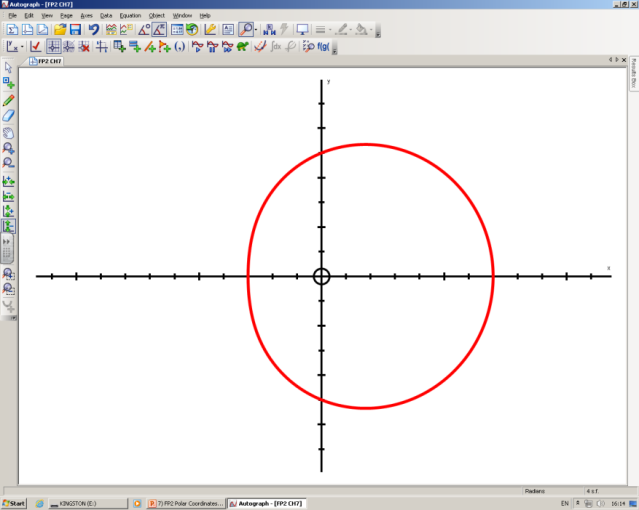 Autograph - [FP2 CH7]
File Edit View Page Axes Data Equation Object Window Help
FP2 CH7
Results Box
y
x
Radians 4 s.f.
Start KINGSTON (E:) 7) FP2 Polar Coordinates... Autograph - [FP2 CH7] EN 16:14